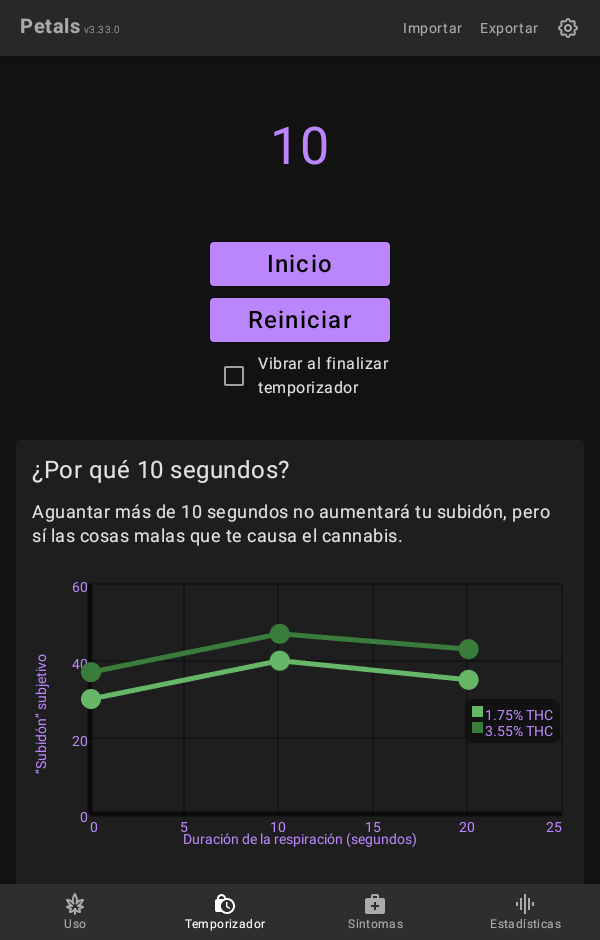 Petals v3.33.0
Importar
Exportar
10
Inicio
Reiniciar
Vibrar al finalizar
temporizador
¿Por qué 10 segundos?
Aguantar más de 10 segundos no aumentará tu subidón, pero
sí las cosas malas que te causa el cannabis.
60
40
20
0
"Subidón" subjetivo
1.75% THC
3.55% THC
0 5 10 15 20 25
Duración de la respiración (segundos)
Uso
Temporizador
Síntomas
Estadísticas